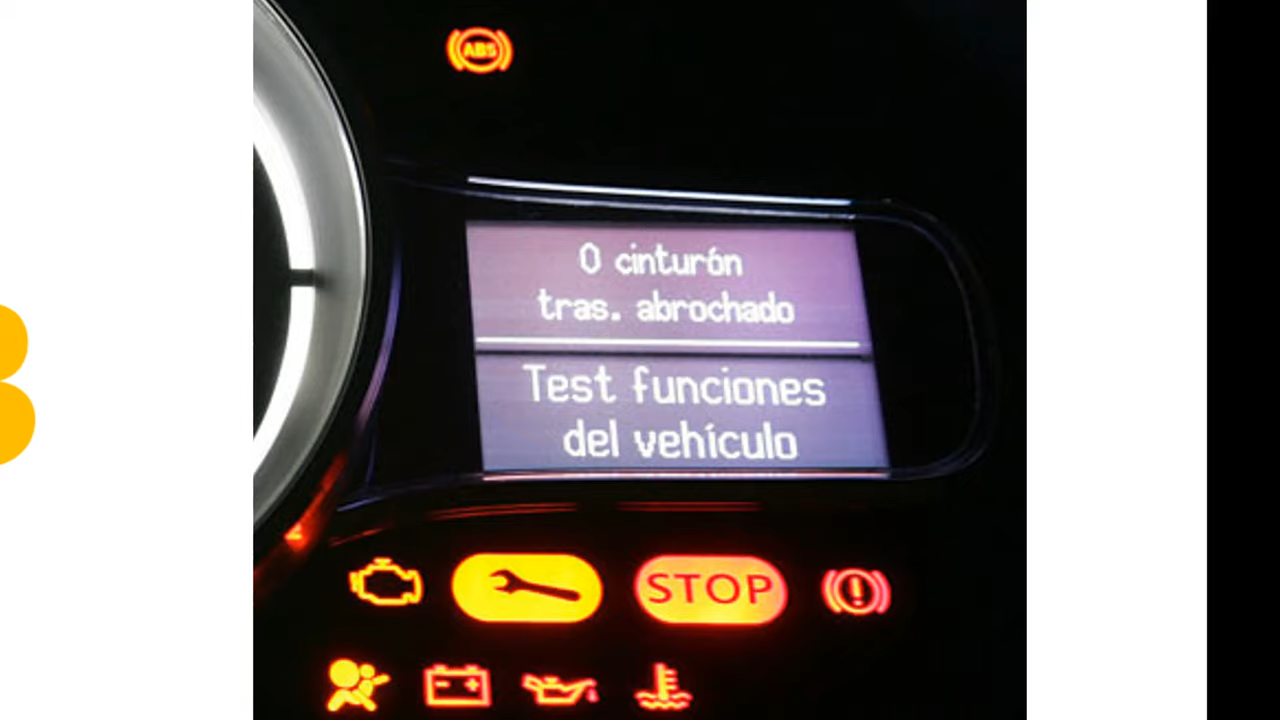 ABS
0 cinturón
tras. abrochado
Test funciones
del vehículo
STOP